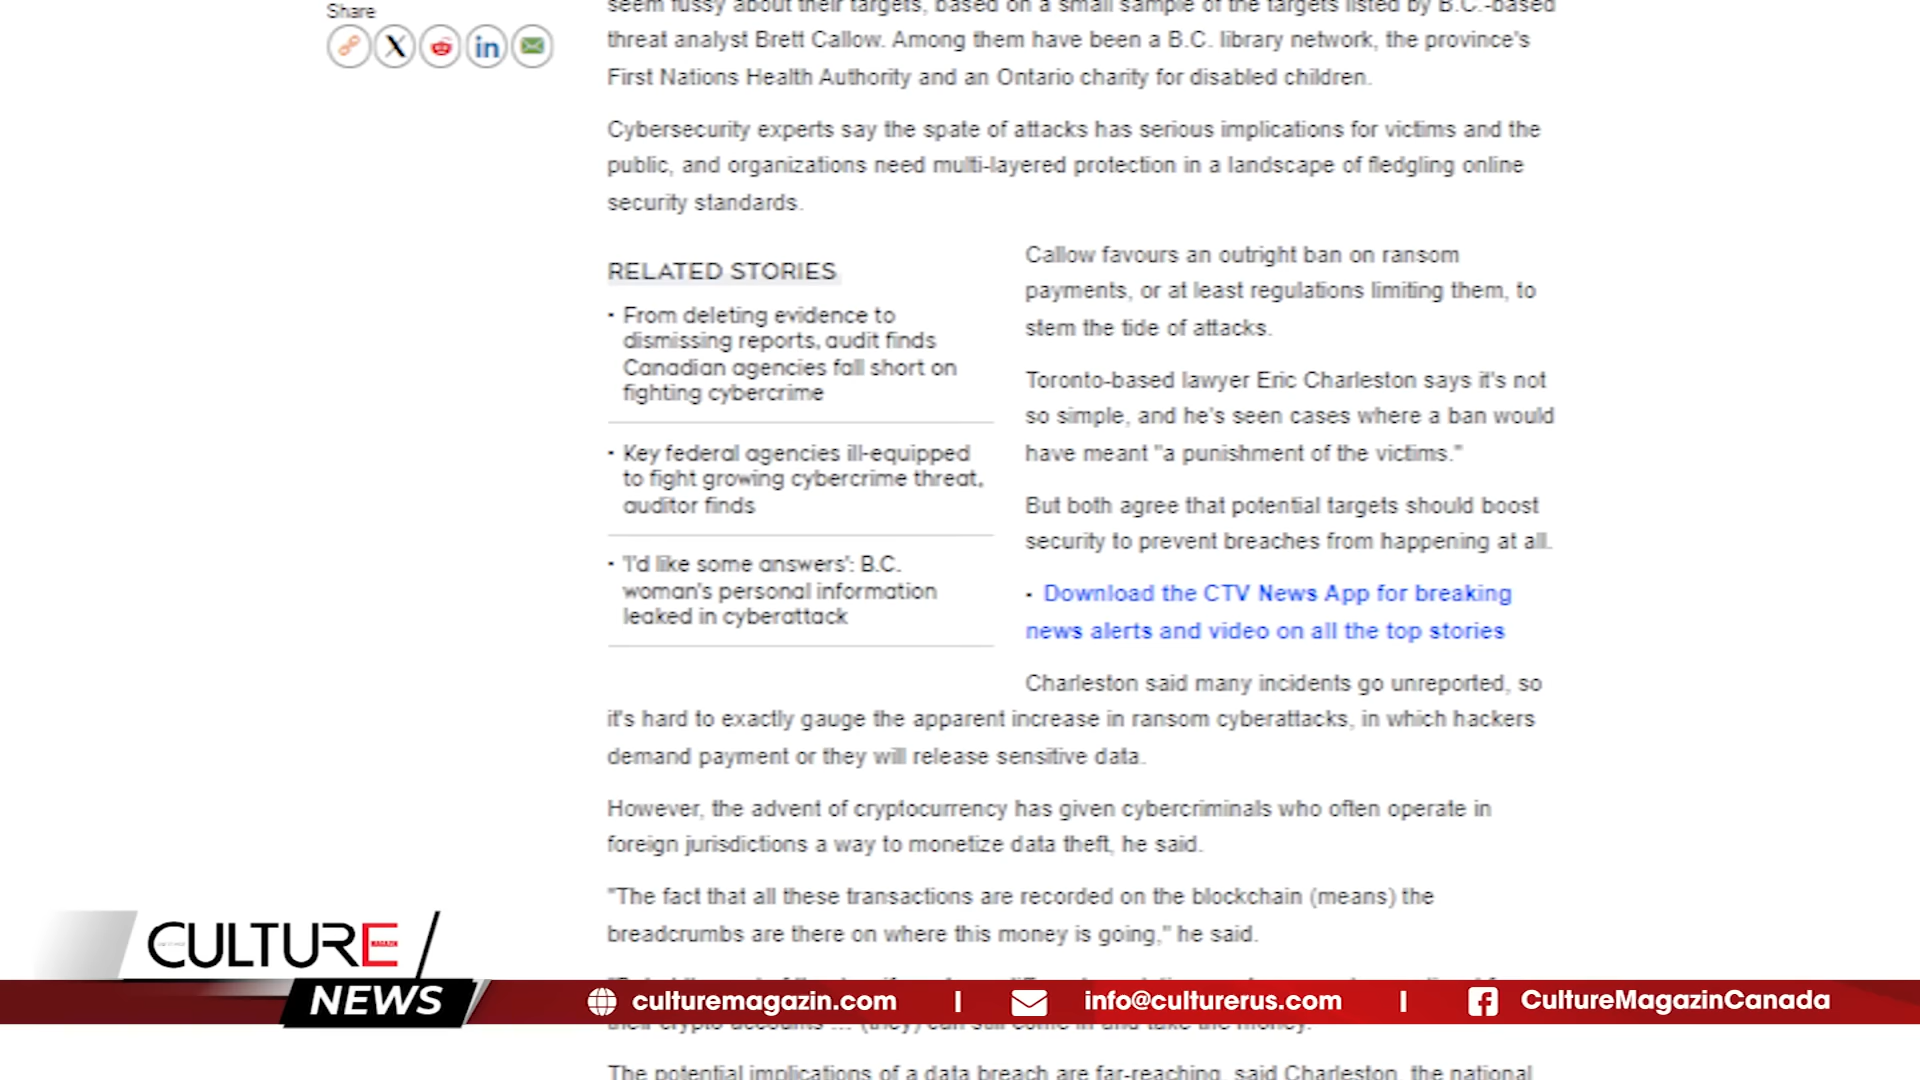 Share
seem fussy about their targets, based on a small sample of the targets listed by B.C.-based
threat analyst Brett Callow. Among them have been a B.C. library network, the province's
First Nations Health Authority and an Ontario charity for disabled children.
Cybersecurity experts say the spate of attacks has serious implications for victims and the
public, and organizations need multi-layered protection in a landscape of fledgling online
security standards.
RELATED STORIES
• From deleting evidence to
dismissing reports, audit finds
Canadian agencies fall short on
fighting cybercrime
• Key federal agencies ill-equipped
to fight growing cybercrime threat,
auditor finds
• 'I'd like some answers': B.C.
woman's personal information
leaked in cyberattack
Callow favours an outright ban on ransom
payments, or at least regulations limiting them, to
stem the tide of attacks.
Toronto-based lawyer Eric Charleston says it's not
so simple, and he's seen cases where a ban would
have meant "a punishment of the victims."
But both agree that potential targets should boost
security to prevent breaches from happening at all.
• Download the CTV News App for breaking
news alerts and video on all the top stories
Charleston said many incidents go unreported, so
it's hard to exactly gauge the apparent increase in ransom cyberattacks, in which hackers
demand payment or they will release sensitive data.
However, the advent of cryptocurrency has given cybercriminals who often operate in
foreign jurisdictions a way to monetize data theft, he said.
"The fact that all these transactions are recorded on the blockchain (means) the
breadcrumbs are there on where this money is going," he said.
their crypto accounts ... (they) can still come in and take the money.
The potential implications of a data breach are far-reaching, said Charleston, the national
CULTURE
NEWS
culturemagazin.com | info@culturerus.com | CultureMagazinCanada